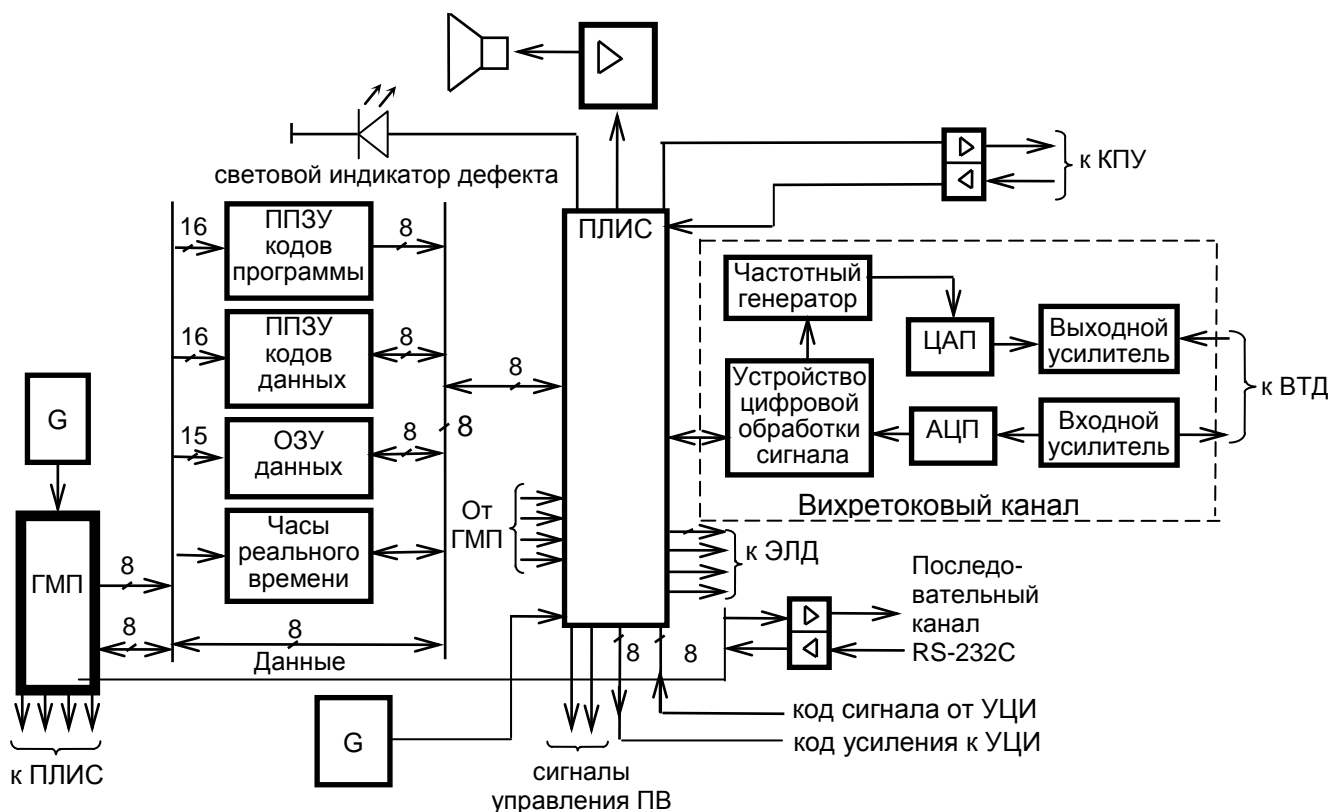 к КПУ
световой индикатор дефекта
16
ППЗУ
кодов
программы
8
ПЛИС
Частотный
генератор
16
ППЗУ
кодов
данных
8
ЦАП
Выходной
усилитель
8
Устройство
цифровой
обработки
сигнала
к ВТД
G
15
ОЗУ
данных
8
8
АЦП
Входной
усилитель
Вихретоковый канал
От
ГМП
Часы
реального
времени
к ЭЛД
ГМП
8
8
8
Данные
Последо-
вательный
канал
RS-232C
8
8
G
код сигнала от УЦИ
код усиления к УЦИ
к ПЛИС
сигналы
управления ПВ